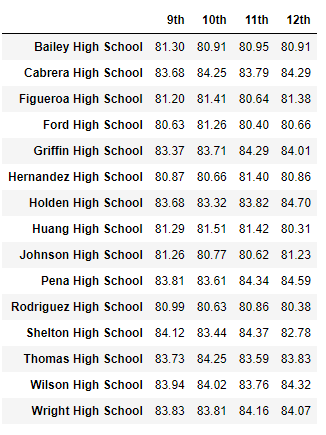 9th 10th 11th 12th
Bailey High School 81.30 80.91 80.95 80.91
Cabrera High School 83.68 84.25 83.79 84.29
Figueroa High School 81.20 81.41 80.64 81.38
Ford High School 80.63 81.26 80.40 80.66
Griffin High School 83.37 83.71 84.29 84.01
Hernandez High School 80.87 80.66 81.40 80.86
Holden High School 83.68 83.32 83.82 84.70
Huang High School 81.29 81.51 81.42 80.31
Johnson High School 81.26 80.77 80.62 81.23
Pena High School 83.81 83.61 84.34 84.59
Rodriguez High School 80.99 80.63 80.86 80.38
Shelton High School 84.12 83.44 84.37 82.78
Thomas High School 83.73 84.25 83.59 83.83
Wilson High School 83.94 84.02 83.76 84.32
Wright High School 83.83 83.81 84.16 84.07